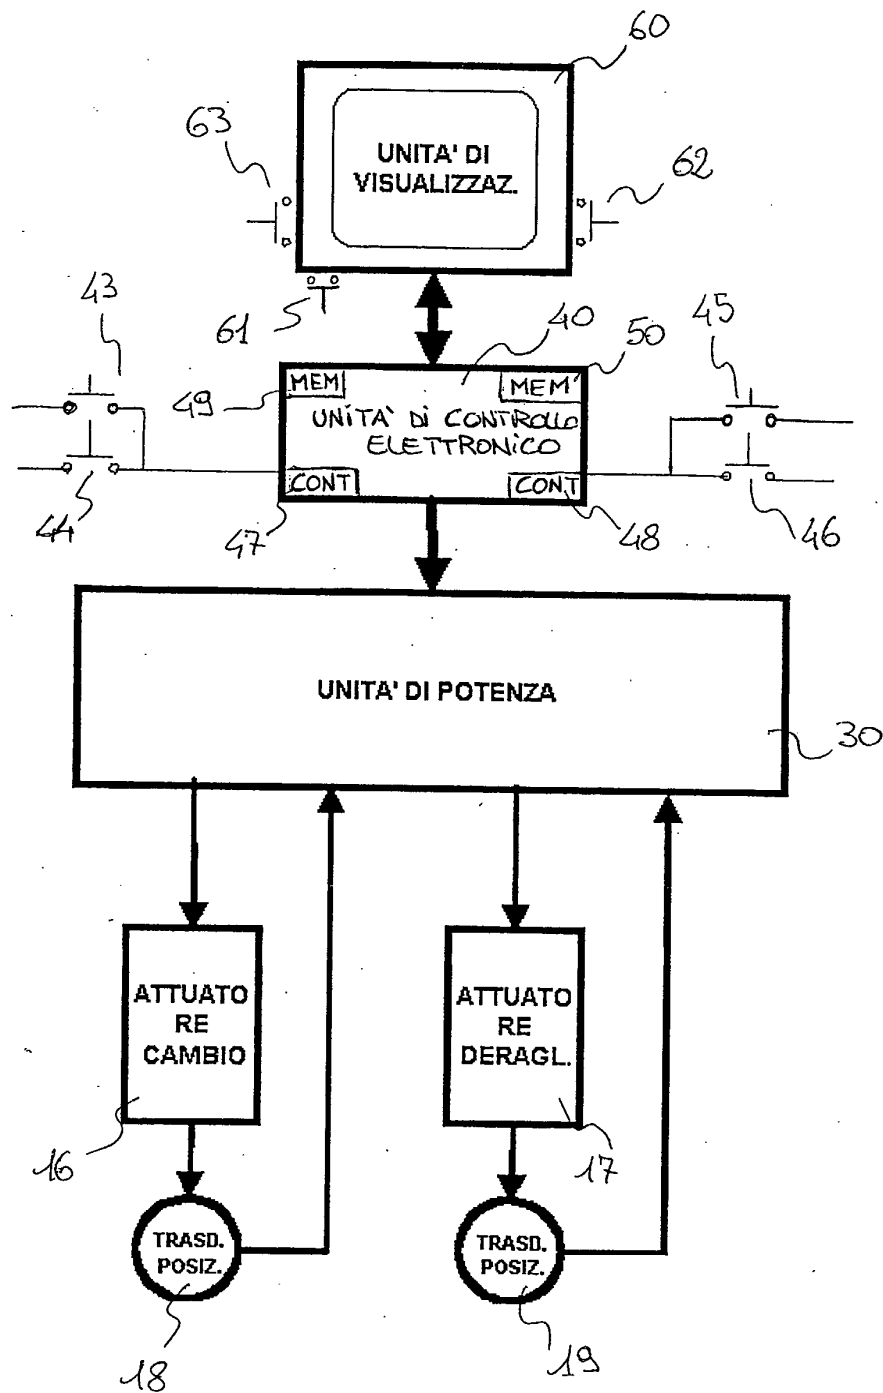 60
63
UNITA' DI
VISUALIZZAZ.
62
43
61
40
50
45
49
MEM
MEM
UNITÀ DI CONTROLLO
ELETTRONICO
CONT
CONT
44
47
48
46
UNITA' DI POTENZA
30
ATTUATO
RE
CAMBIO
ATTUATO
RE
DERAGL.
16
17
TRASD.
POSIZ.
TRASD.
POSIZ.
18
19